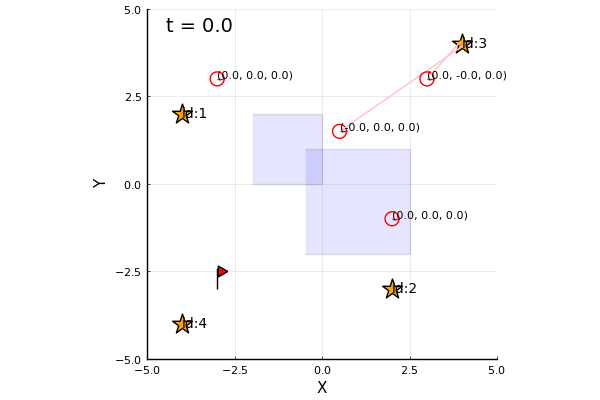 5.0
t = 0.0
id:3
(0.0, 0.0, 0.0)
(0.0, -0.0, 0.0)
2.5
id:1
(-0.0, 0.0, 0.0)
Y
0.0
(0.0, 0.0, 0.0)
−2.5
id:2
id:4
−5.0
−5.0 −2.5 0.0 2.5 5.0
X